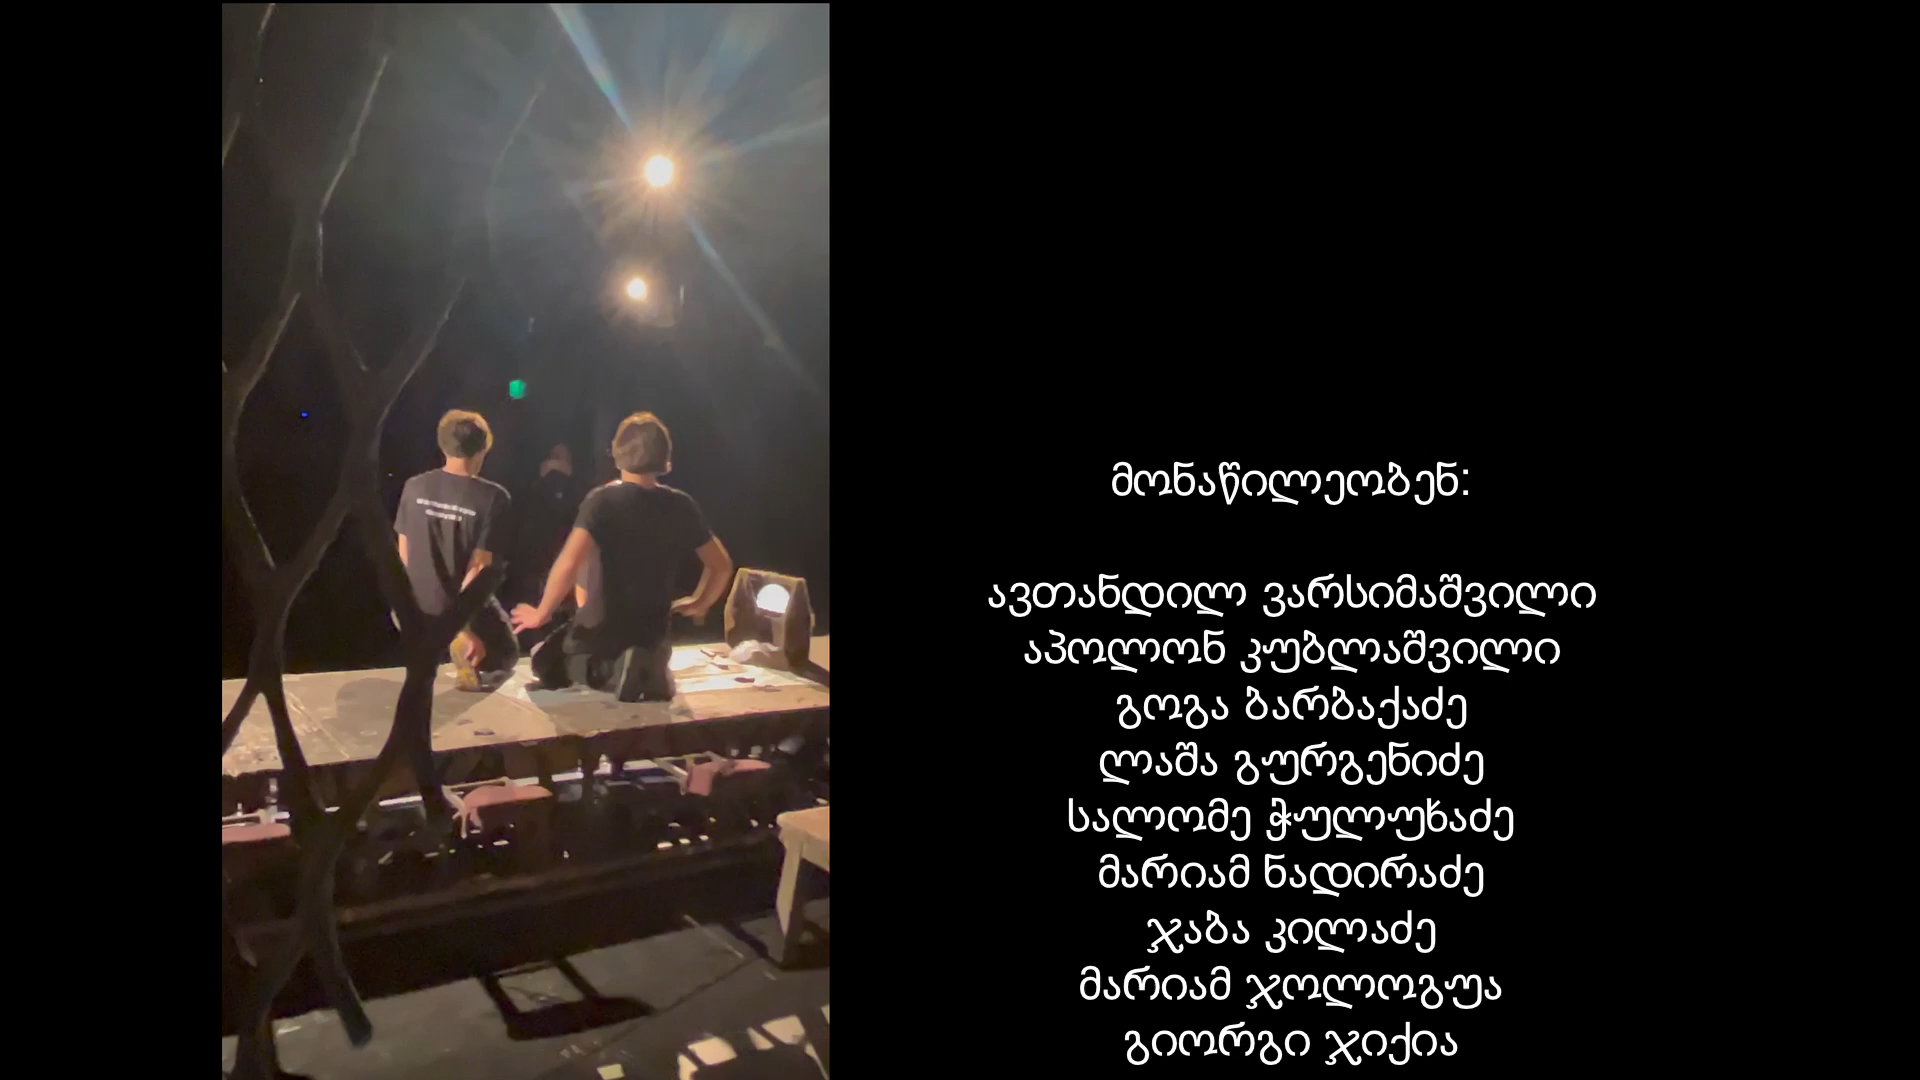 მონაწილეობენ:
ავთანდილ ვარსიმაშვილი
აპოლონ კუბლაშვილი
გოგა ბარბაქაძე
ლაშა გურგენიძე
სალომე ჭულუხაძე
მარიამ ნადირაძე
ჯაბა კილაძე
მარიამ ჯოლოგუა
გიორგი ჯიქია